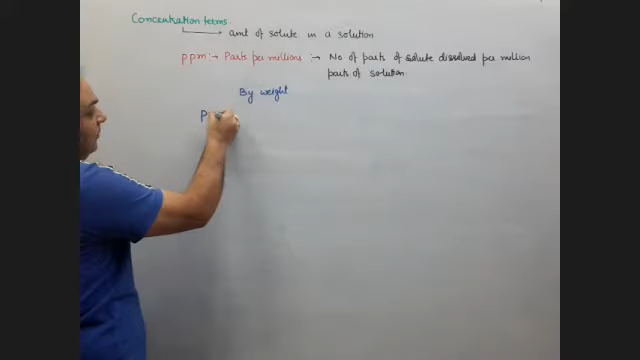 Concentration terms.
→ amt of solute in a solution
ppm :→ Parts per millions :→ No of parts of solute dissolved per million
parts of solution
By weight
P